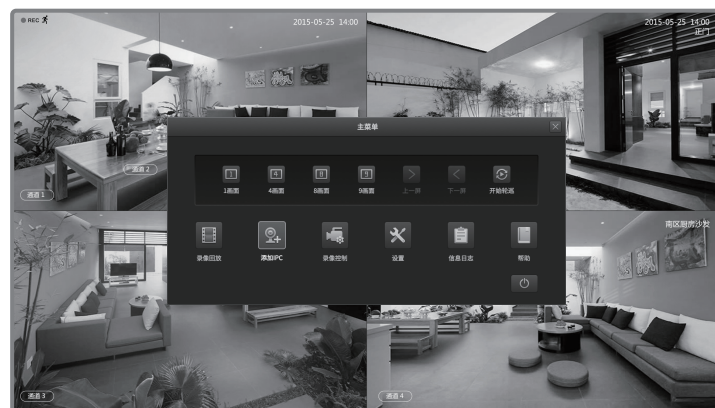 REC
2015-05-25 14:00
2015-05-25 14:00
正门
主菜单
通道 2
通道 1
1
4
8
9
1画面
4画面
8画面
9画面
上一屏
下一屏
开始轮巡
南区厨房沙发
录像回放
添加IPC
录像控制
设置
信息日志
帮助
通道 3
通道 4